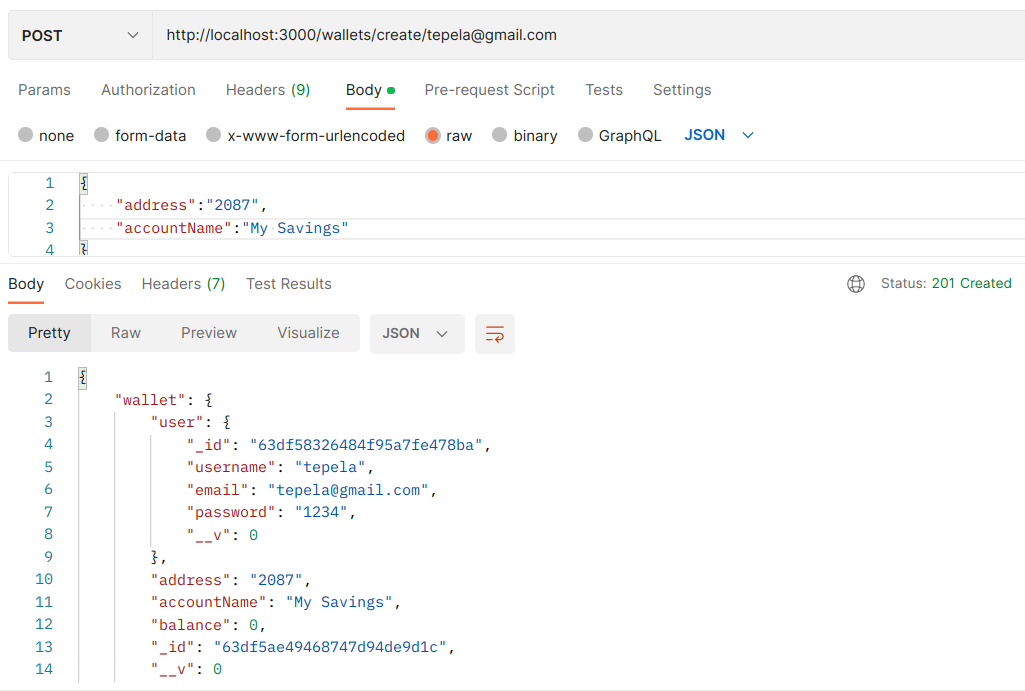 POST http://localhost:3000/wallets/create/tepela@gmail.com
Params Authorization Headers (9) Body Pre-request Script Tests Settings
none form-data x-www-form-urlencoded raw binary GraphQL JSON
1 {
2 ····"address":"2087",
3 ····"accountName":"My·Savings"
4 }
Body Cookies Headers (7) Test Results Status: 201 Created
Pretty Raw Preview Visualize JSON
1 {
2 "wallet": {
3 "user": {
4 "_id": "63df58326484f95a7fe478ba",
5 "username": "tepela",
6 "email": "tepela@gmail.com",
7 "password": "1234",
8 "__v": 0
9 },
10 "address": "2087",
11 "accountName": "My Savings",
12 "balance": 0,
13 "_id": "63df5ae49468747d94de9d1c",
14 "__v": 0